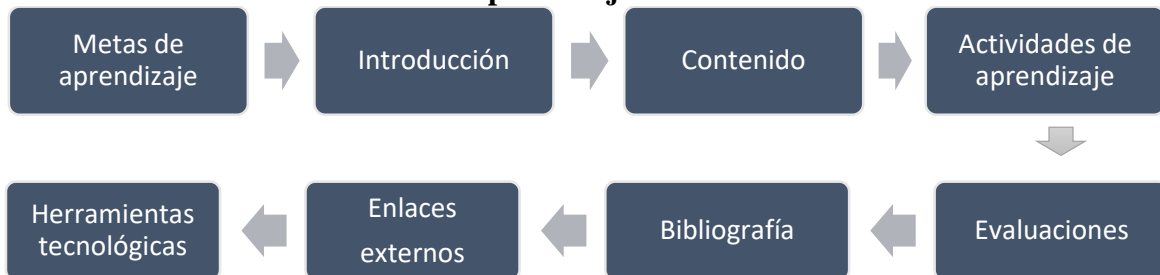 Metas de
aprendizaje
Introducción
Contenido
Actividades de
aprendizaje
Evaluaciones
Bibliografía
Enlaces
externos
Herramientas
tecnológicas